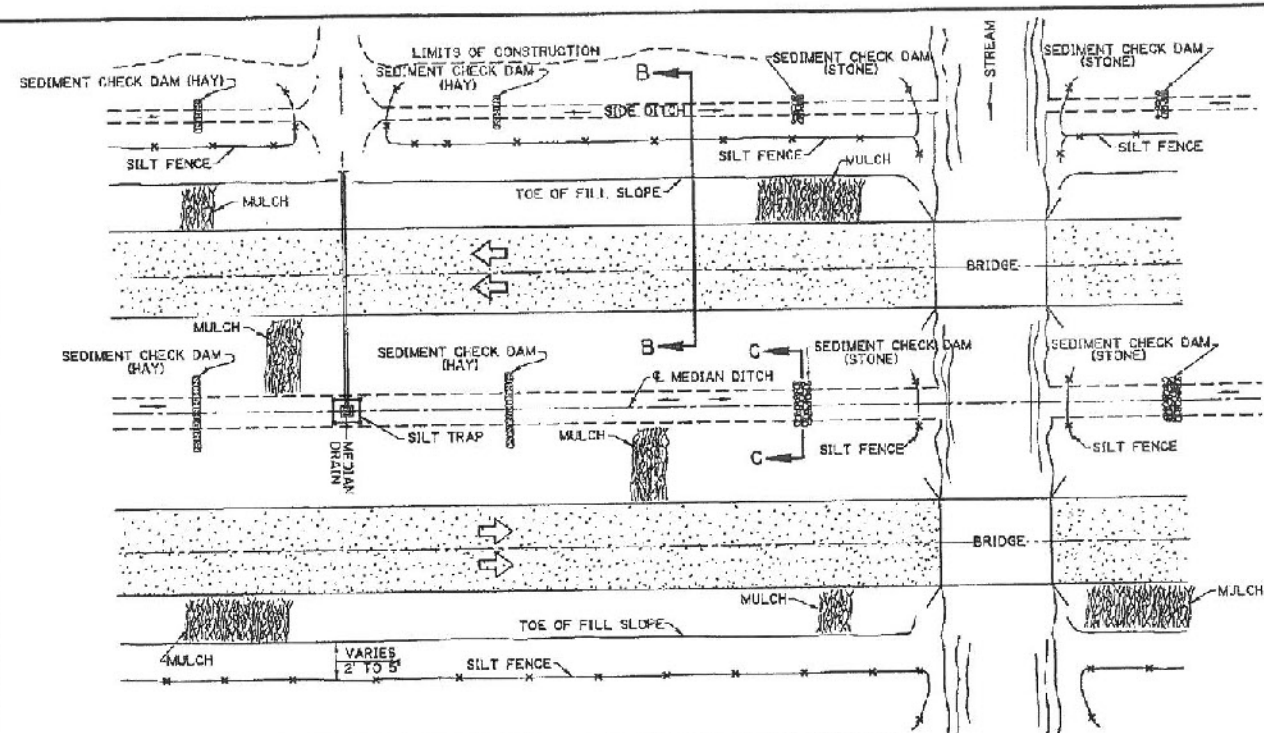 LIMITS OF CONSTRUCTION
SEDIMENT CHECK DAM (HAY)
SEDIMENT CHECK DAM
(HAY)
B
SEDIMENT CHECK DAM
(STONE)
STREAM
SEDIMENT CHECK DAM
(STONE)
SIDE DITCH
SILT FENCE
SILT FENCE
SILT FENCE
MULCH
MULCH
TOE OF FILL SLOPE
BRIDGE
MULCH
B
SEDIMENT CHECK DAM
(HAY)
SEDIMENT CHECK DAM
(HAY)
C
SEDIMENT CHECK DAM
(STONE)
SEDIMENT CHECK DAM
(STONE)
℄ MEDIAN DITCH
SILT TRAP
MEDIAN
DRAIN
MULCH
C
SILT FENCE
SILT FENCE
BRIDGE
MULCH
MULCH
MULCH
TOE OF FILL SLOPE
VARIES
2' TO 5'
SILT FENCE